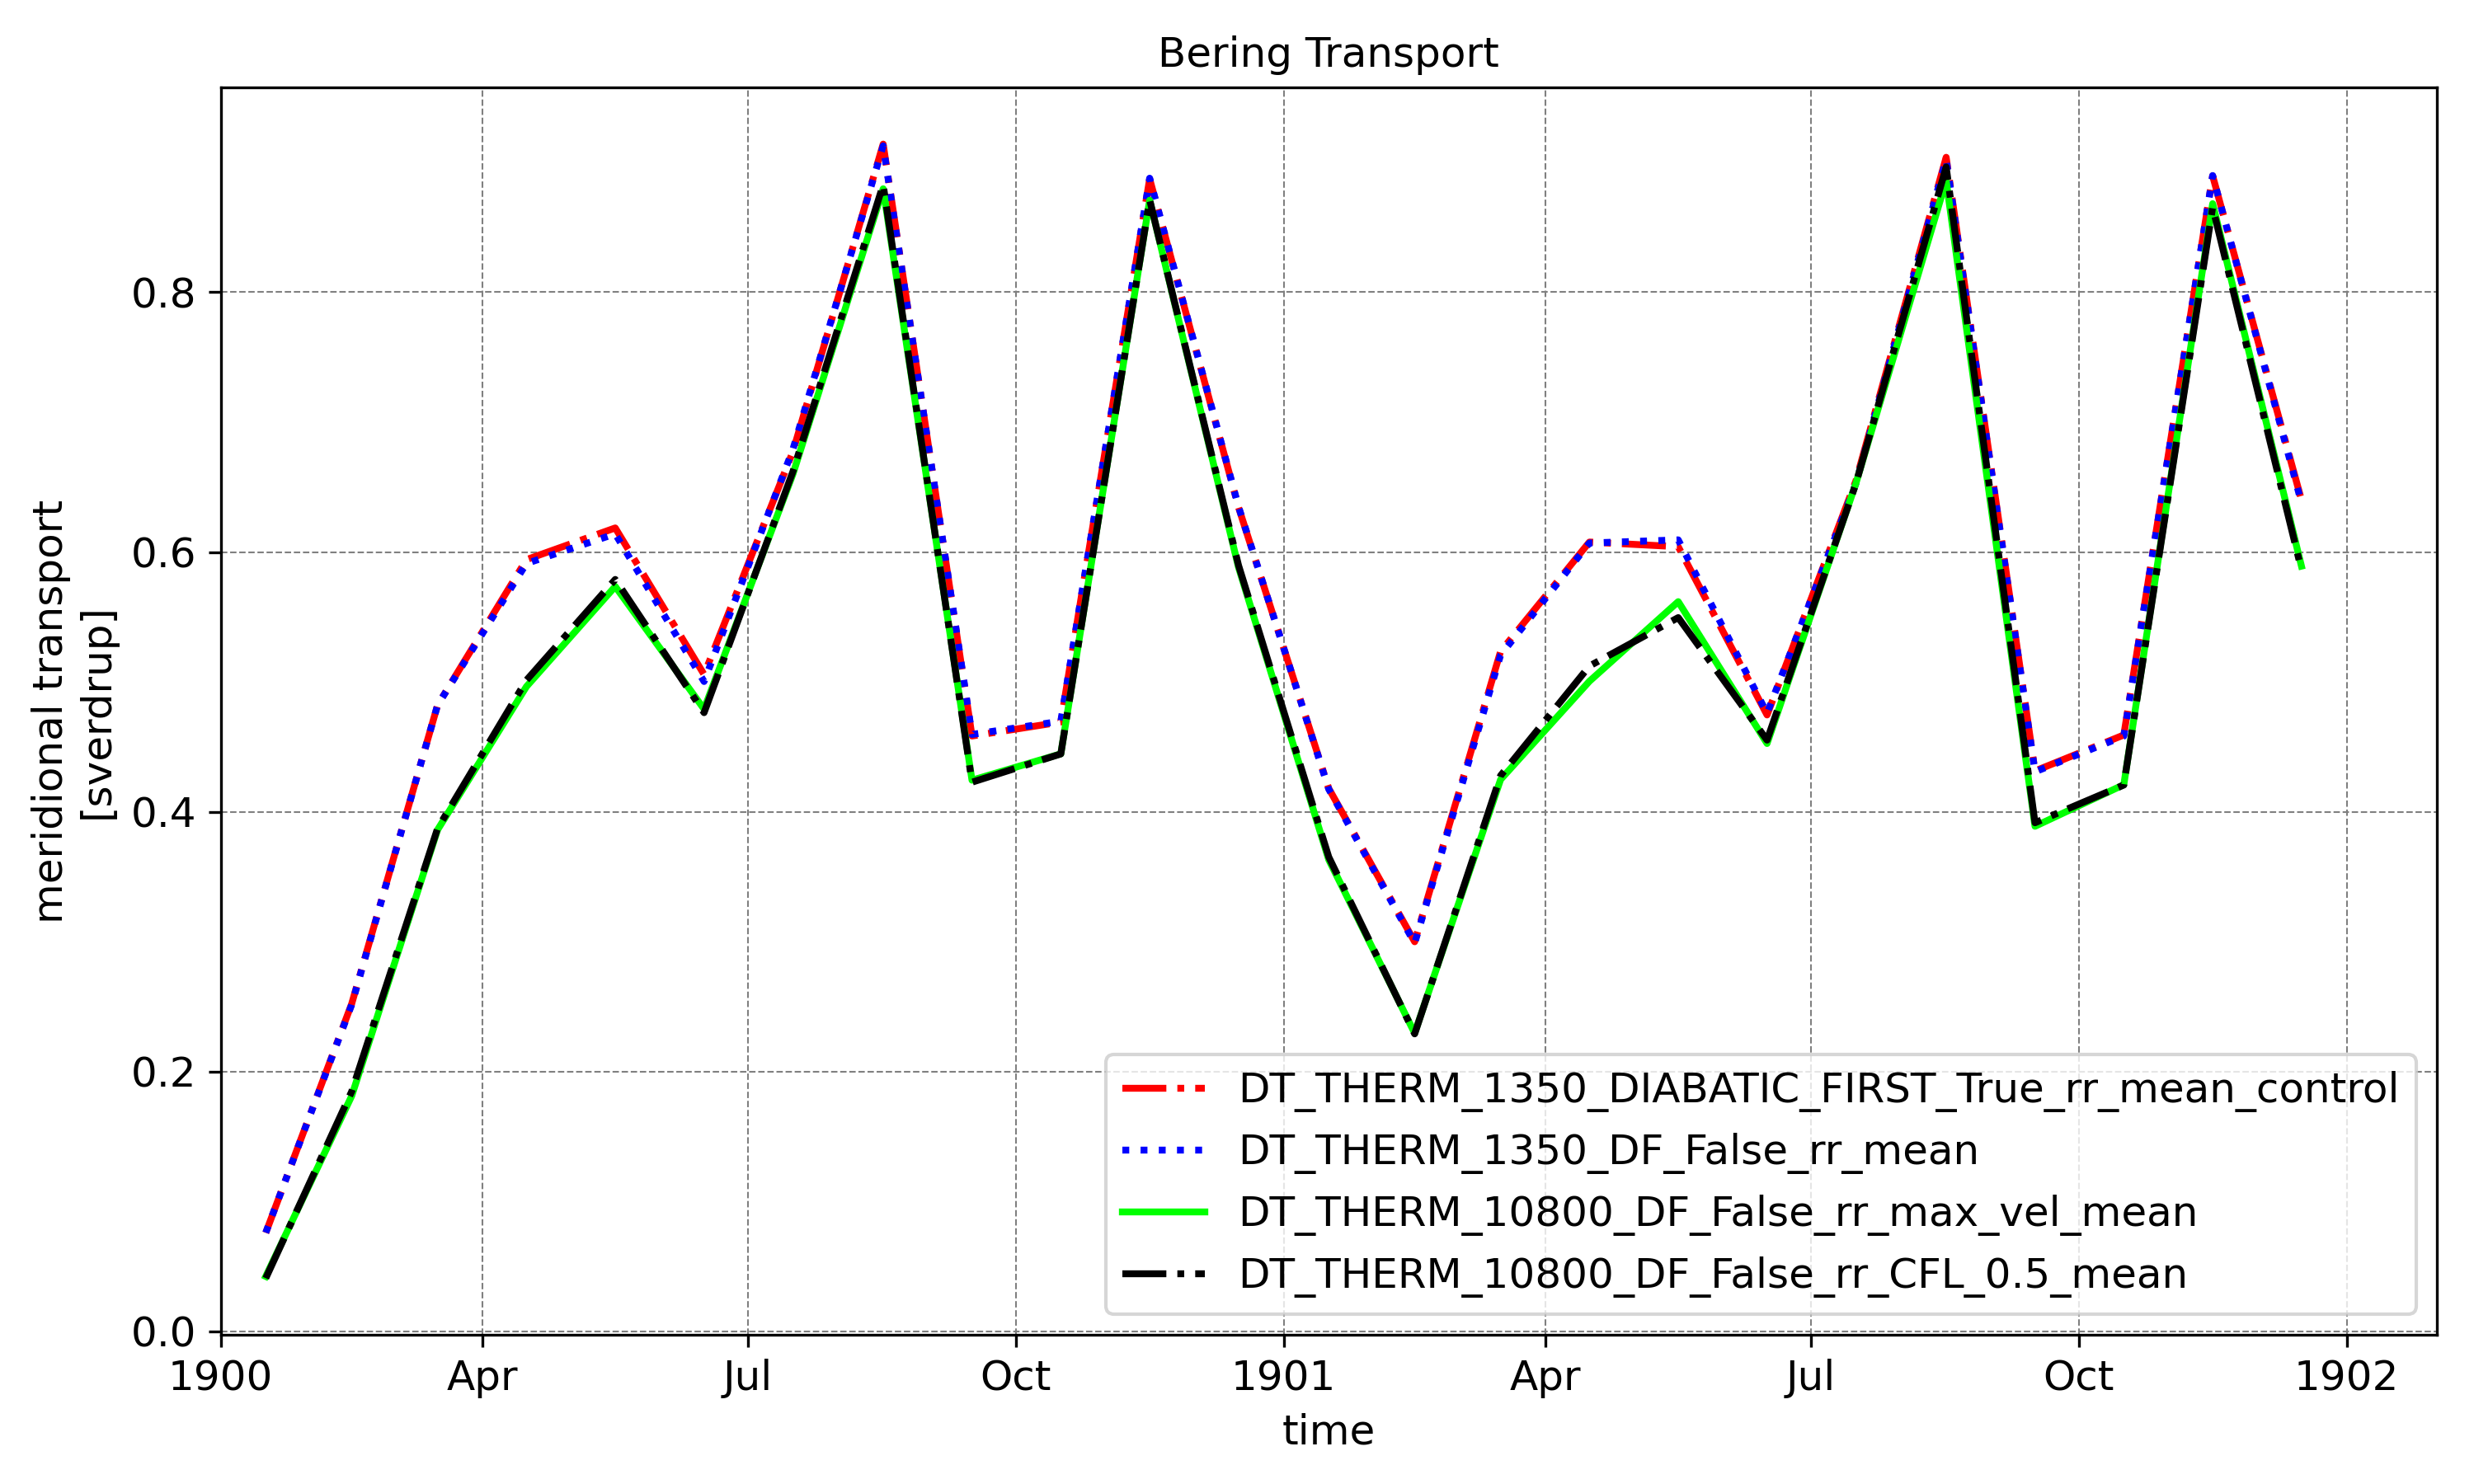 Bering Transport
meridional transport
[sverdrup]
0.8
0.6
0.4
0.2
0.0
1900 Apr Jul Oct 1901 Apr Jul Oct 1902
time
DT_THERM_1350_DIABATIC_FIRST_True_rr_mean_control
DT_THERM_1350_DF_False_rr_mean
DT_THERM_10800_DF_False_rr_max_vel_mean
DT_THERM_10800_DF_False_rr_CFL_0.5_mean